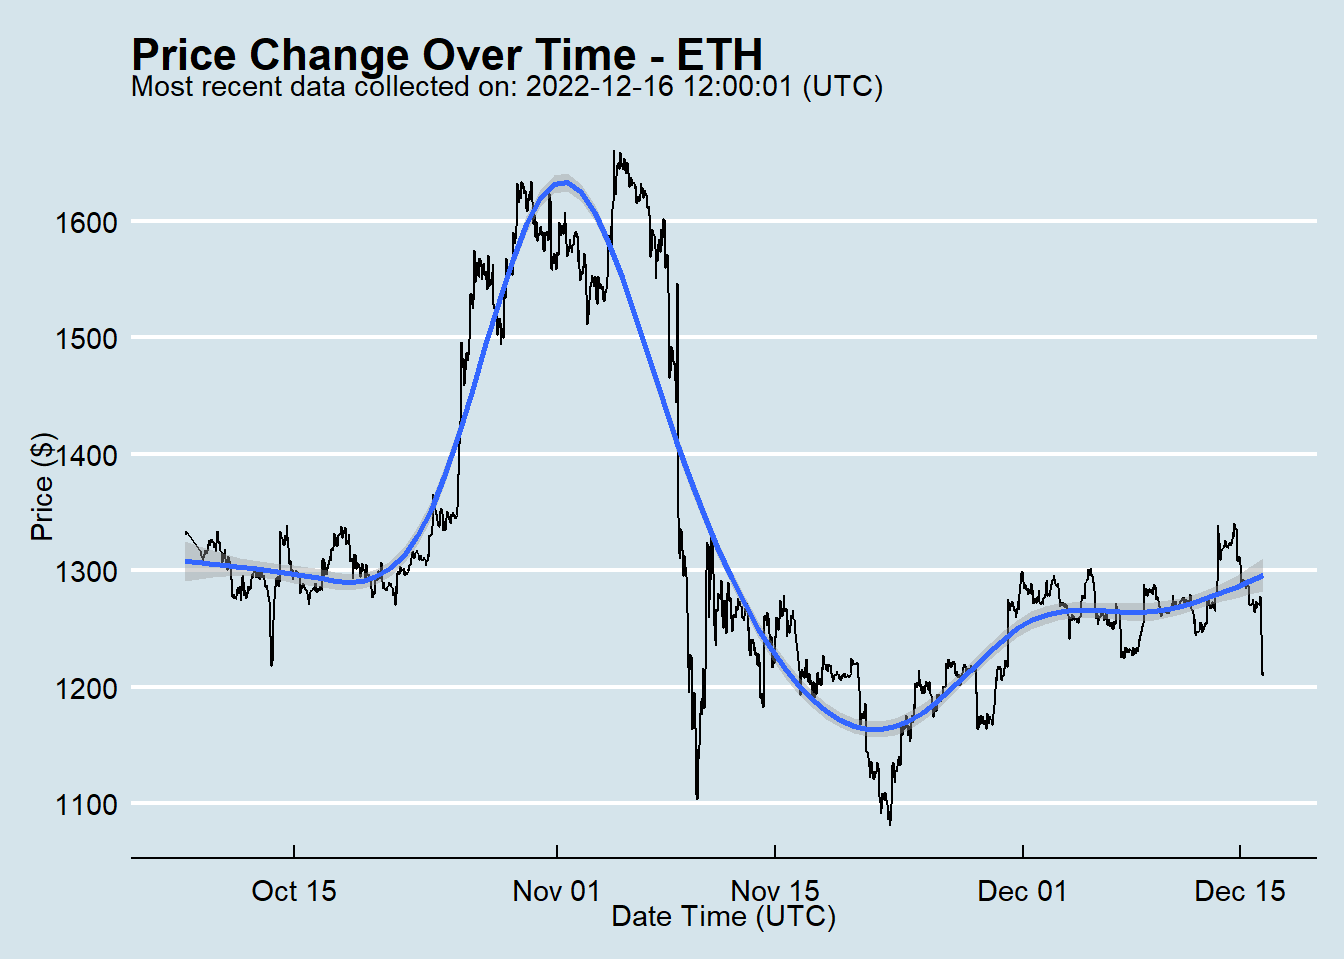 Price Change Over Time - ETH
Most recent data collected on: 2022-12-16 12:00:01 (UTC)
1600
1500
1400
1300
1200
1100
Price ($)
Oct 15
Nov 01
Nov 15
Dec 01
Dec 15
Date Time (UTC)